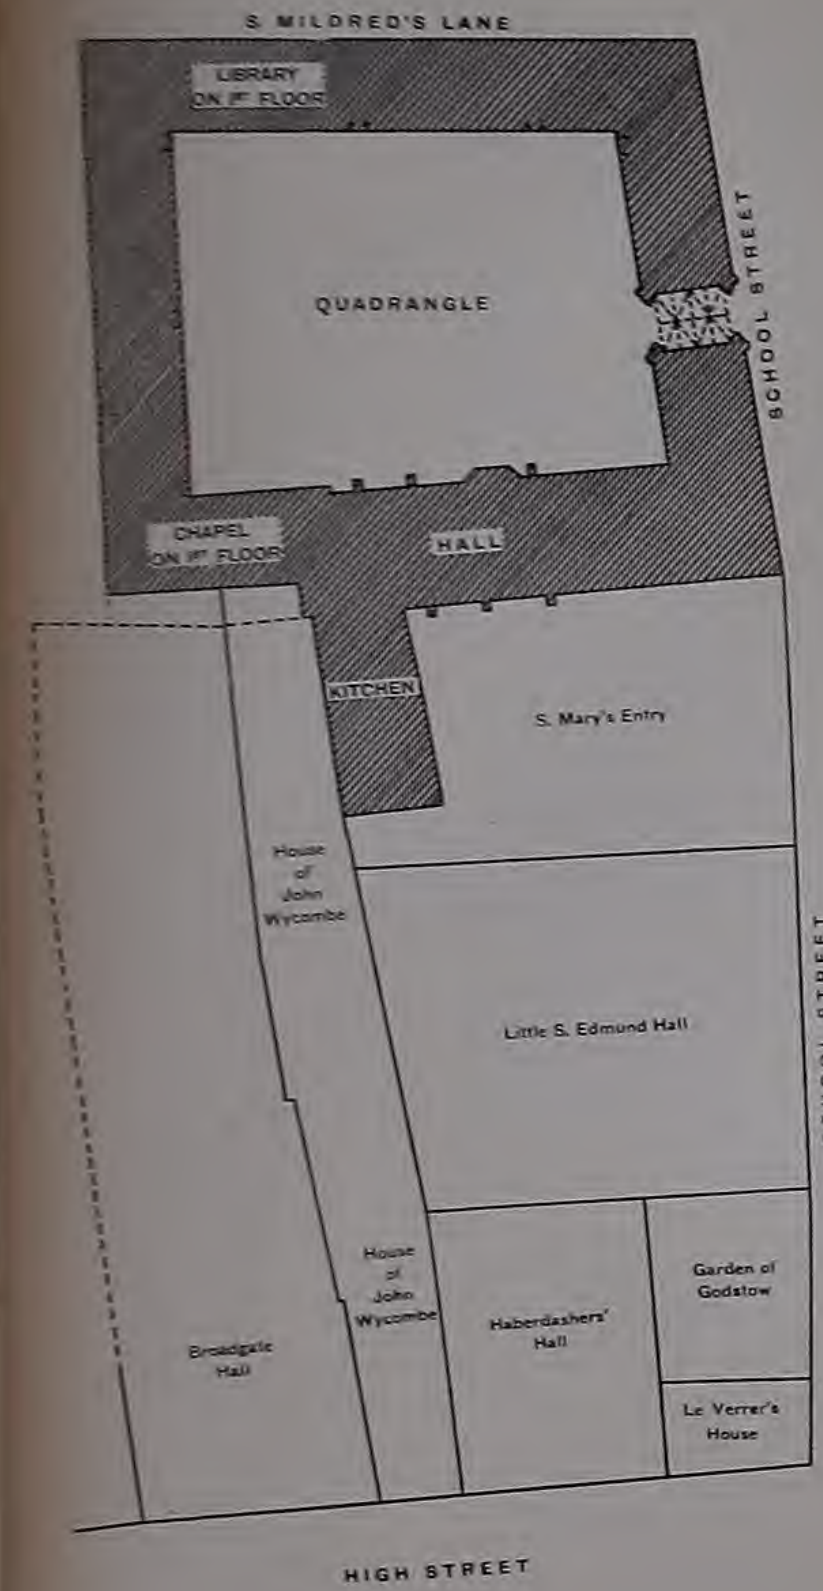 S. MILDRED'S LANE
LIBRARY
ON 1ST FLOOR
QUADRANGLE
SCHOOL STREET
CHAPEL
ON 1ST FLOOR
HALL
KITCHEN
S. Mary's Entry
House
of
John
Wycombe
Little S. Edmund Hall
SCHOOL STREET
House
of
John
Wycombe
Garden of
Godstow
Haberdashers'
Hall
Broadgate
Hall
Le Verrer's
House
HIGH STREET